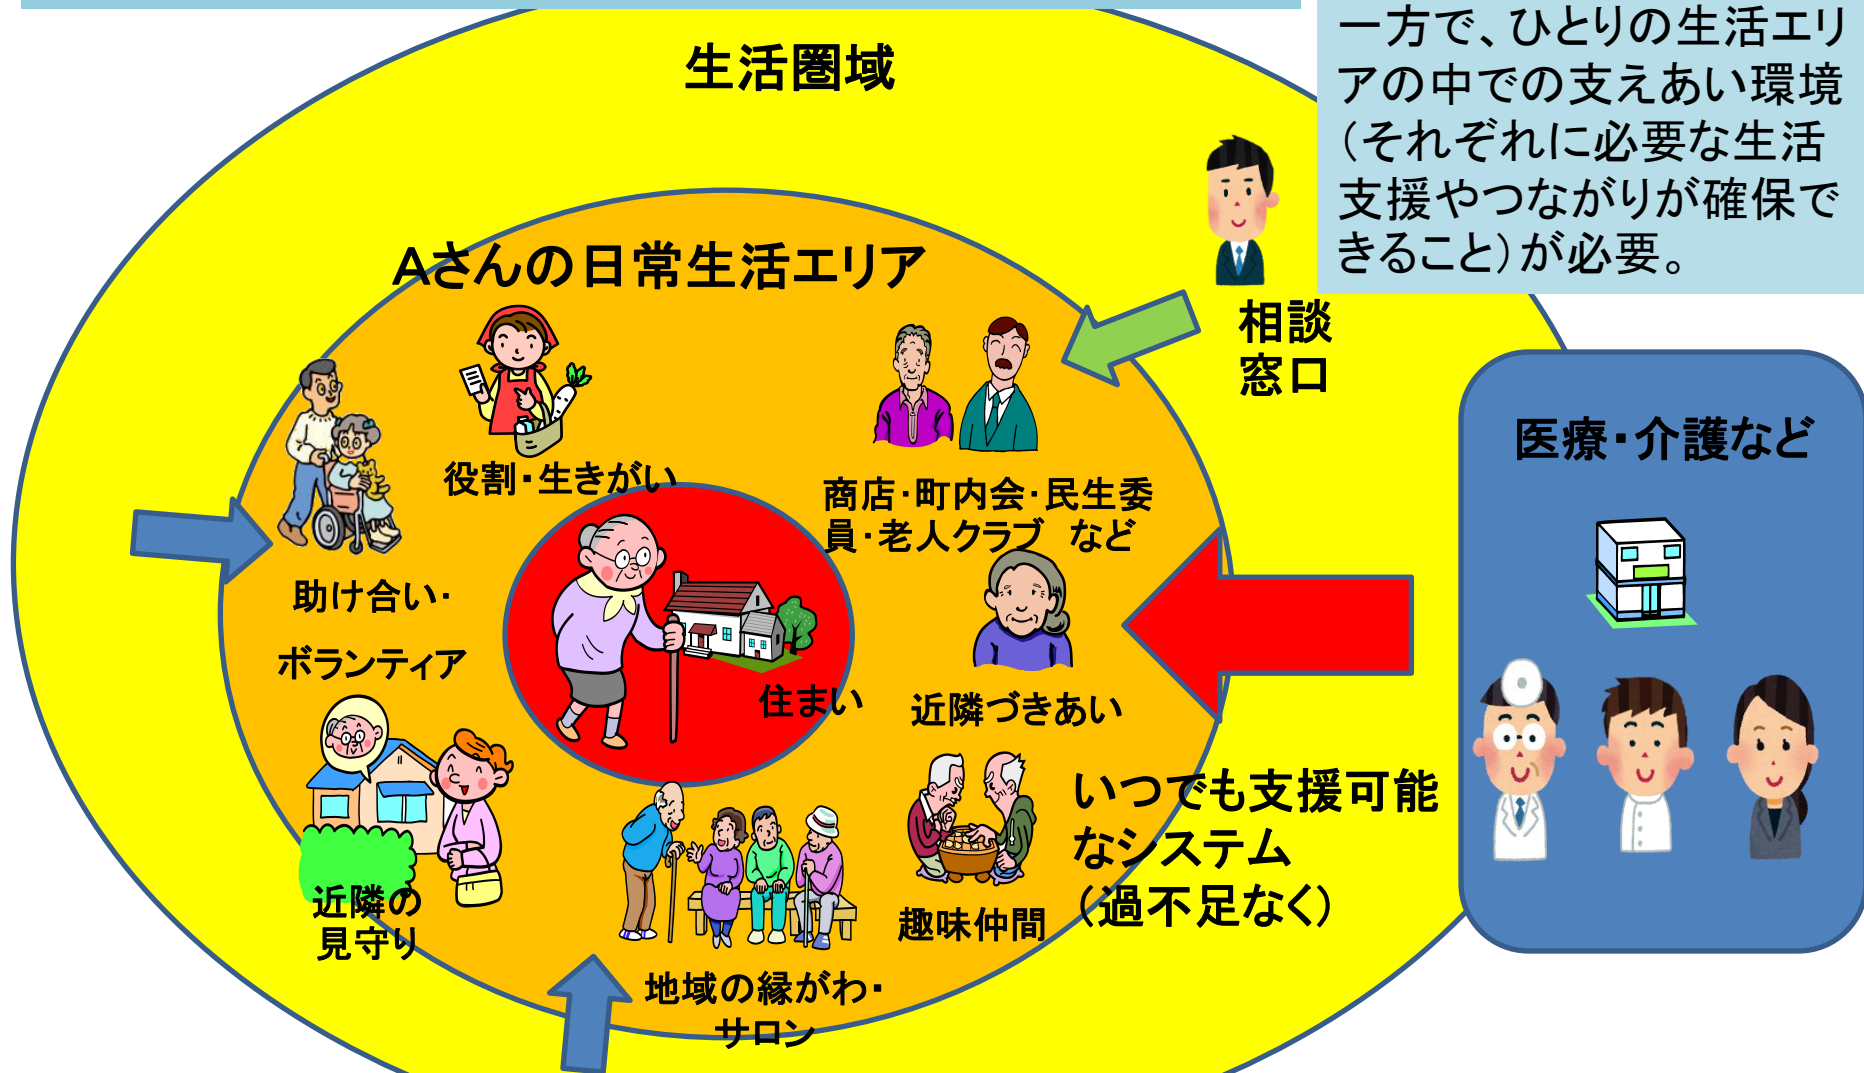 生活圏域
一方で、ひとりの生活エリ
アの中での支えあい環境
（それぞれに必要な生活
支援やつながりが確保で
きること）が必要。
Aさんの日常生活エリア
相談
窓口
医療・介護など
役割・生きがい
商店・町内会・民生委
員・老人クラブ　など
助け合い・
ボランティア
住まい
近隣づきあい
いつでも支援可能
なシステム
（過不足なく）
近隣の
見守り
趣味仲間
地域の縁がわ・
サロン